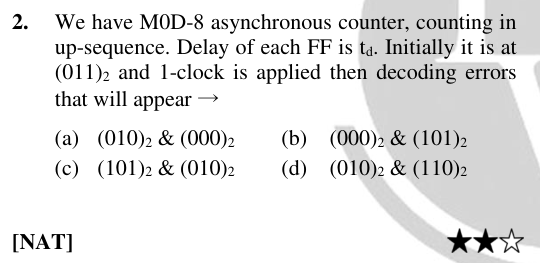 2. We have M0D-8 asynchronous counter, counting in
up-sequence. Delay of each FF is td. Initially it is at
(011)2 and 1-clock is applied then decoding errors
that will appear →
(a) (010)2 & (000)2 (b) (000)2 & (101)2
(c) (101)2 & (010)2 (d) (010)2 & (110)2
[NAT] ★★☆